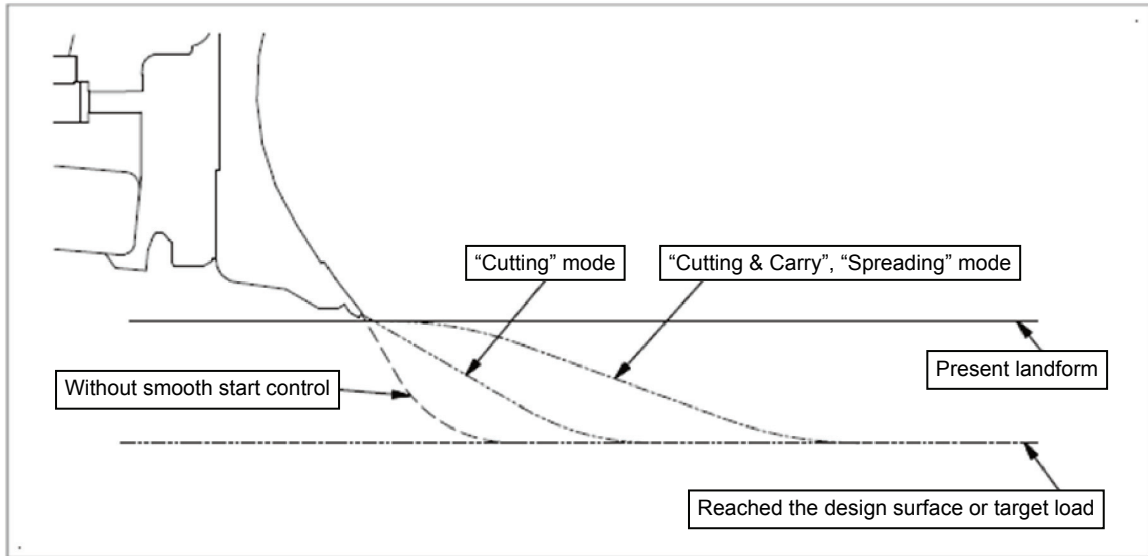 “Cutting” mode
“Cutting & Carry”, “Spreading” mode
Present landform
Without smooth start control
Reached the design surface or target load